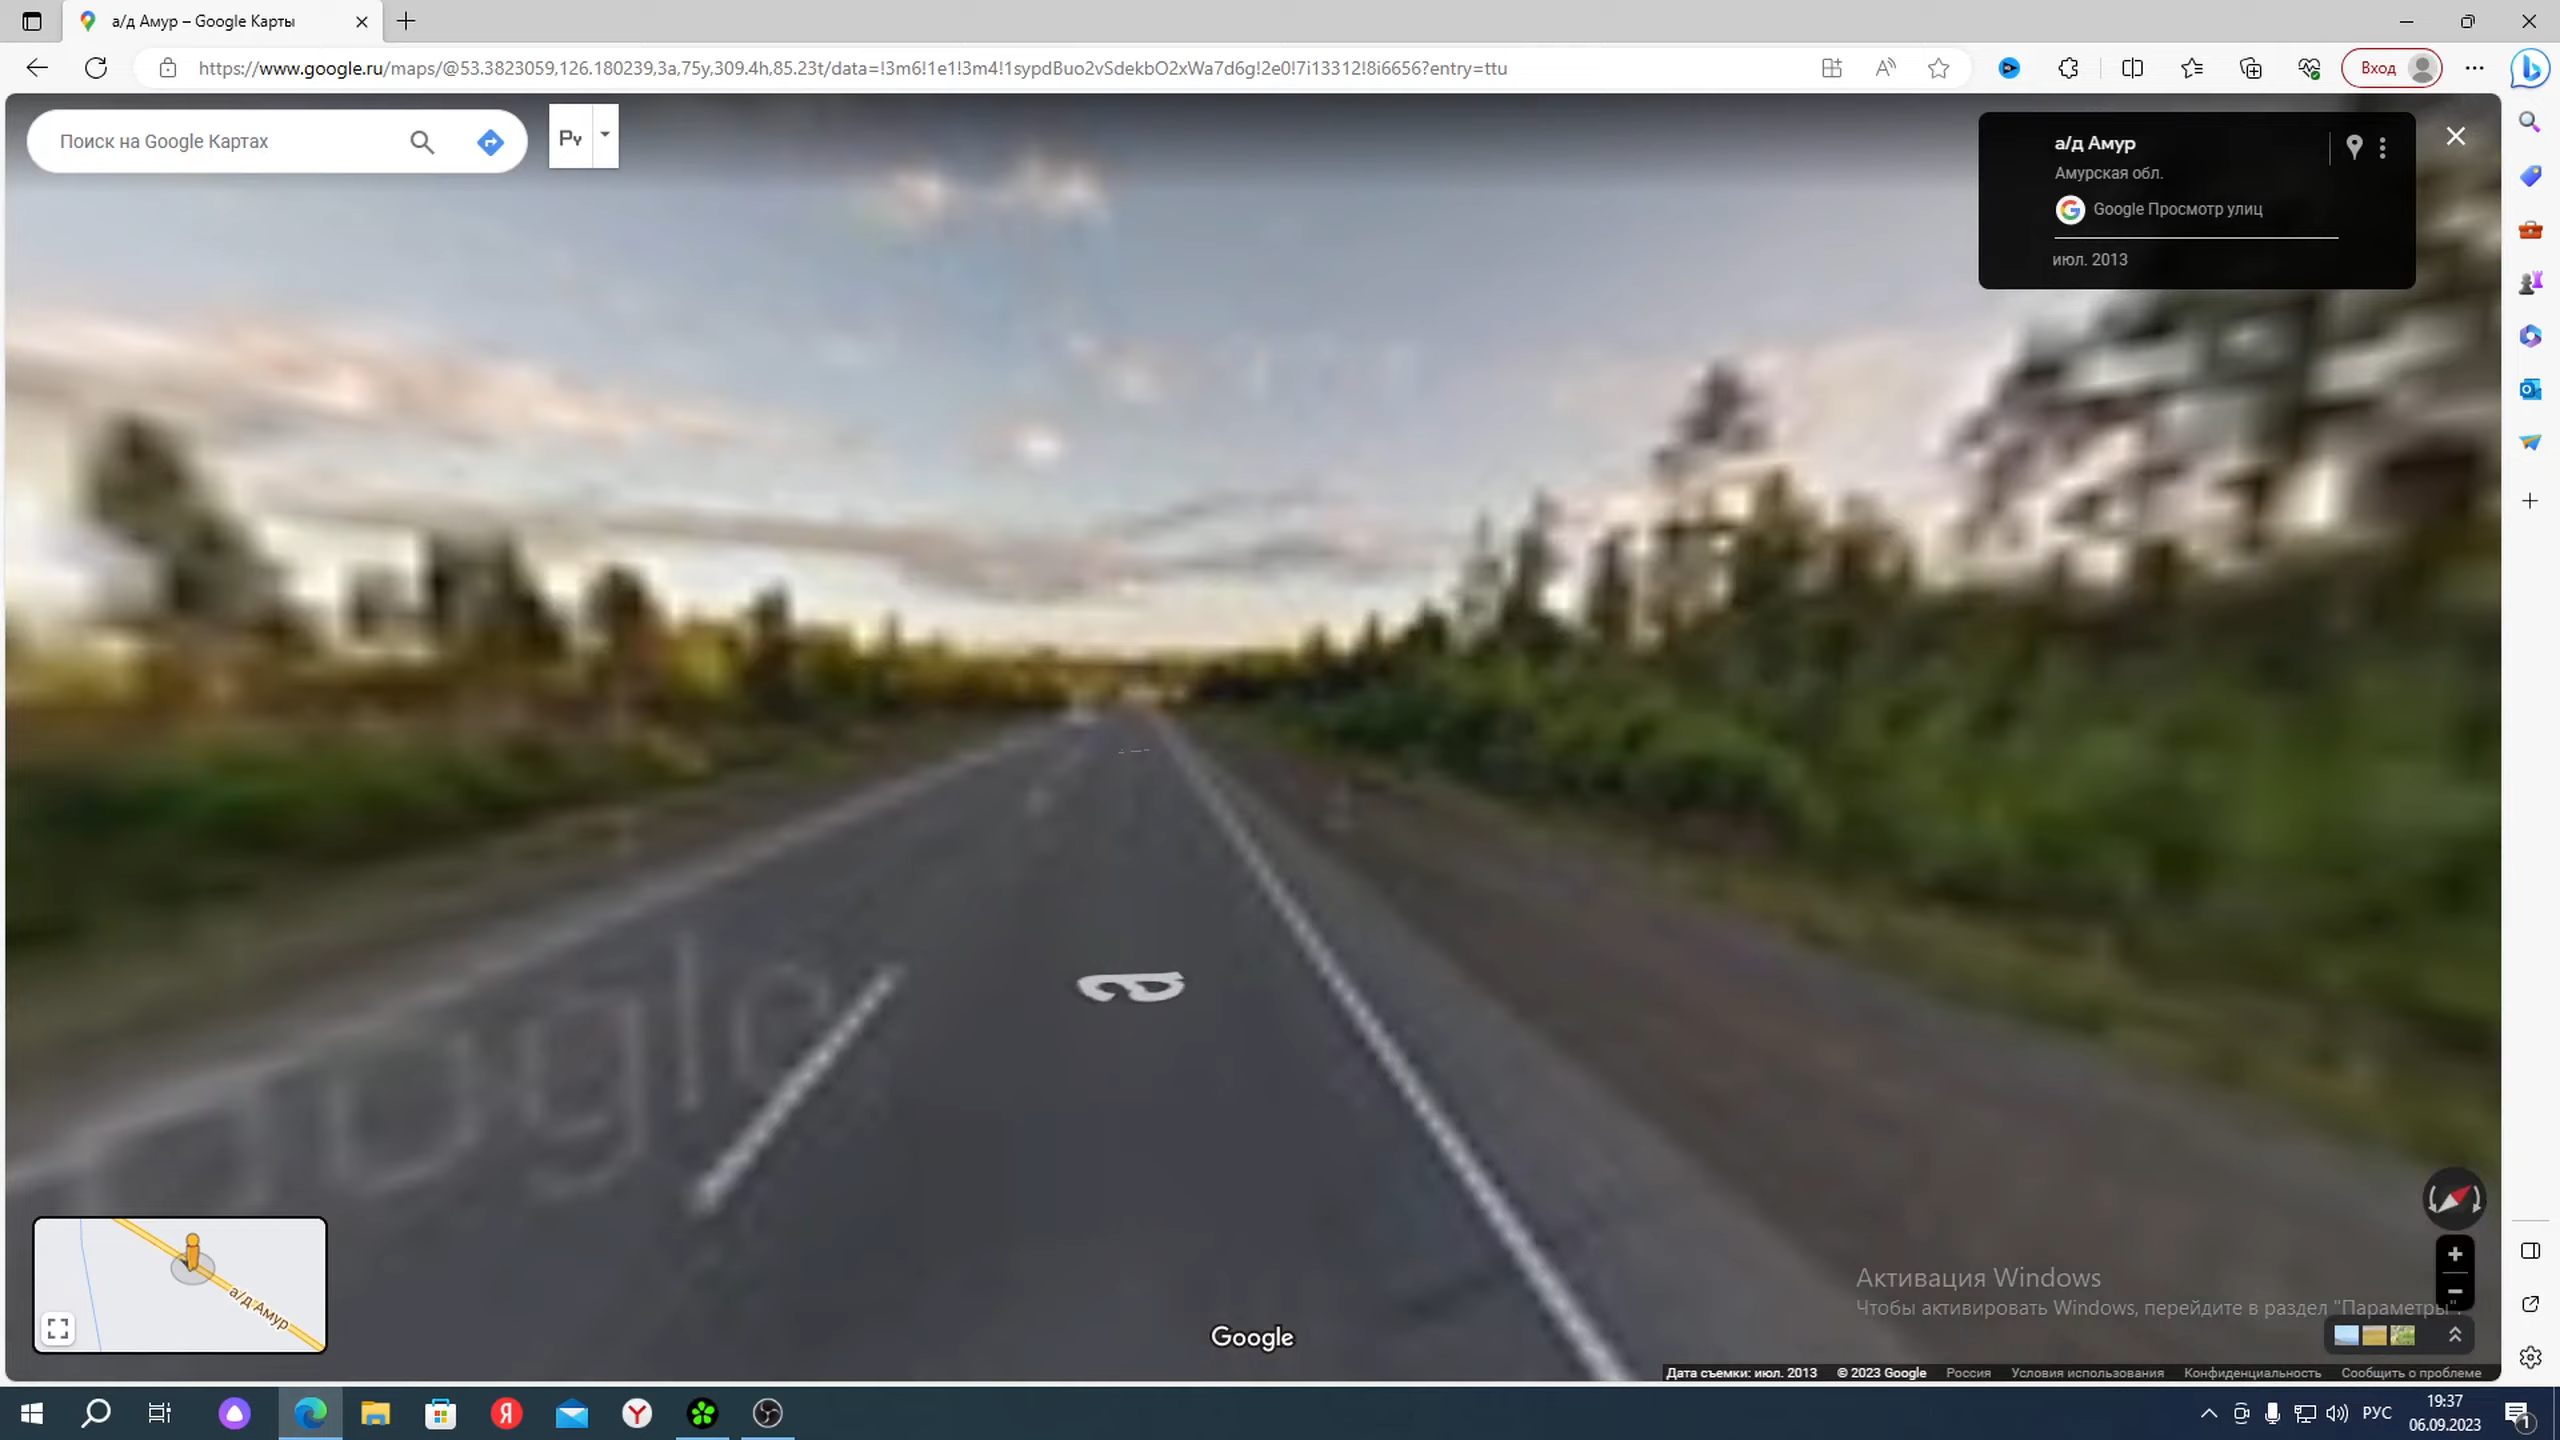 а/д Амур – Google Карты
https://www.google.ru/maps/@53.3823059,126.180239,3a,75y,309.4h,85.23t/data=!3m6!1e1!3m4!1sypdBuo2vSdekbO2xWa7d6g!2e0!7i13312!8i6656?entry=ttu
Вход
Поиск на Google Картах
Ру
а/д Амур
Амурская обл.
Google Просмотр улиц
июл. 2013
а
а/д Амур
Google
Активация Windows
Чтобы активировать Windows, перейдите в раздел "Параметры".
Дата съемки: июл. 2013 © 2023 Google Россия Условия использования Конфиденциальность Сообщить о проблеме
РУС
19:37
06.09.2023
1